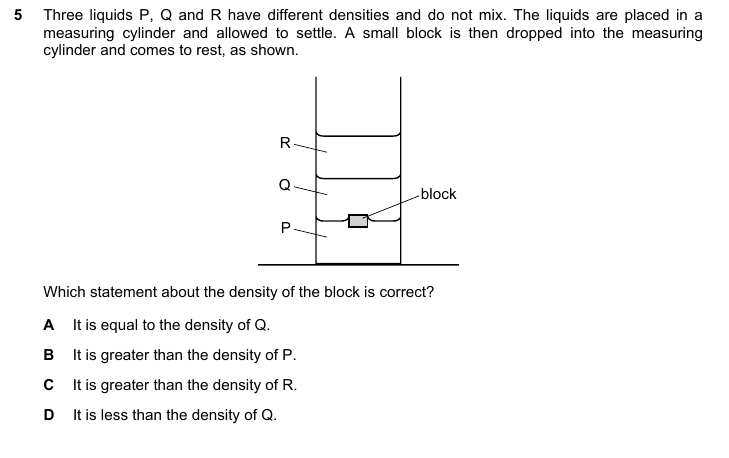 5 Three liquids P, Q and R have different densities and do not mix. The liquids are placed in a
measuring cylinder and allowed to settle. A small block is then dropped into the measuring
cylinder and comes to rest, as shown.
R
Q
block
P
Which statement about the density of the block is correct?
A It is equal to the density of Q.
B It is greater than the density of P.
C It is greater than the density of R.
D It is less than the density of Q.